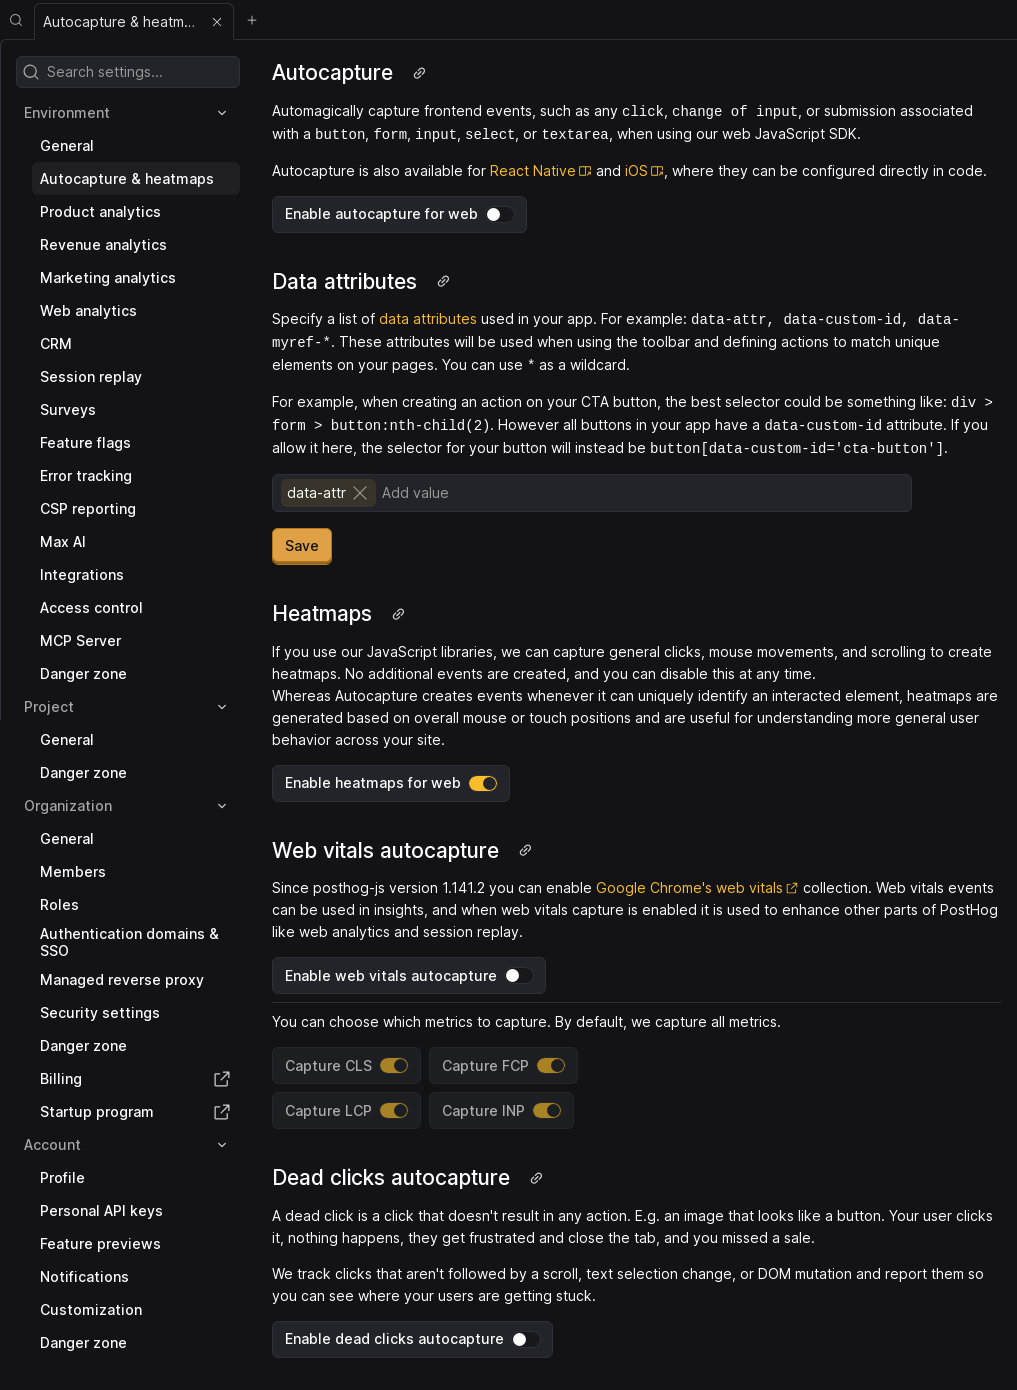 Autocapture & heatm...
Search settings...
Environment
General
Autocapture & heatmaps
Product analytics
Revenue analytics
Marketing analytics
Web analytics
CRM
Session replay
Surveys
Feature flags
Error tracking
CSP reporting
Max AI
Integrations
Access control
MCP Server
Danger zone
Project
General
Danger zone
Organization
General
Members
Roles
Authentication domains &
SSO
Managed reverse proxy
Security settings
Danger zone
Billing
Startup program
Account
Profile
Personal API keys
Feature previews
Notifications
Customization
Danger zone
Autocapture
Automagically capture frontend events, such as any click, change of input, or submission associated
with a button, form, input, select, or textarea, when using our web JavaScript SDK.
Autocapture is also available for React Native and iOS, where they can be configured directly in code.
Enable autocapture for web
Data attributes
Specify a list of data attributes used in your app. For example: data-attr, data-custom-id, data-
myref-*. These attributes will be used when using the toolbar and defining actions to match unique
elements on your pages. You can use * as a wildcard.
For example, when creating an action on your CTA button, the best selector could be something like: div >
form > button:nth-child(2). However all buttons in your app have a data-custom-id attribute. If you
allow it here, the selector for your button will instead be button[data-custom-id='cta-button'].
data-attr Add value
Save
Heatmaps
If you use our JavaScript libraries, we can capture general clicks, mouse movements, and scrolling to create
heatmaps. No additional events are created, and you can disable this at any time.
Whereas Autocapture creates events whenever it can uniquely identify an interacted element, heatmaps are
generated based on overall mouse or touch positions and are useful for understanding more general user
behavior across your site.
Enable heatmaps for web
Web vitals autocapture
Since posthog-js version 1.141.2 you can enable Google Chrome's web vitals collection. Web vitals events
can be used in insights, and when web vitals capture is enabled it is used to enhance other parts of PostHog
like web analytics and session replay.
Enable web vitals autocapture
You can choose which metrics to capture. By default, we capture all metrics.
Capture CLS Capture FCP
Capture LCP Capture INP
Dead clicks autocapture
A dead click is a click that doesn't result in any action. E.g. an image that looks like a button. Your user clicks
it, nothing happens, they get frustrated and close the tab, and you missed a sale.
We track clicks that aren't followed by a scroll, text selection change, or DOM mutation and report them so
you can see where your users are getting stuck.
Enable dead clicks autocapture